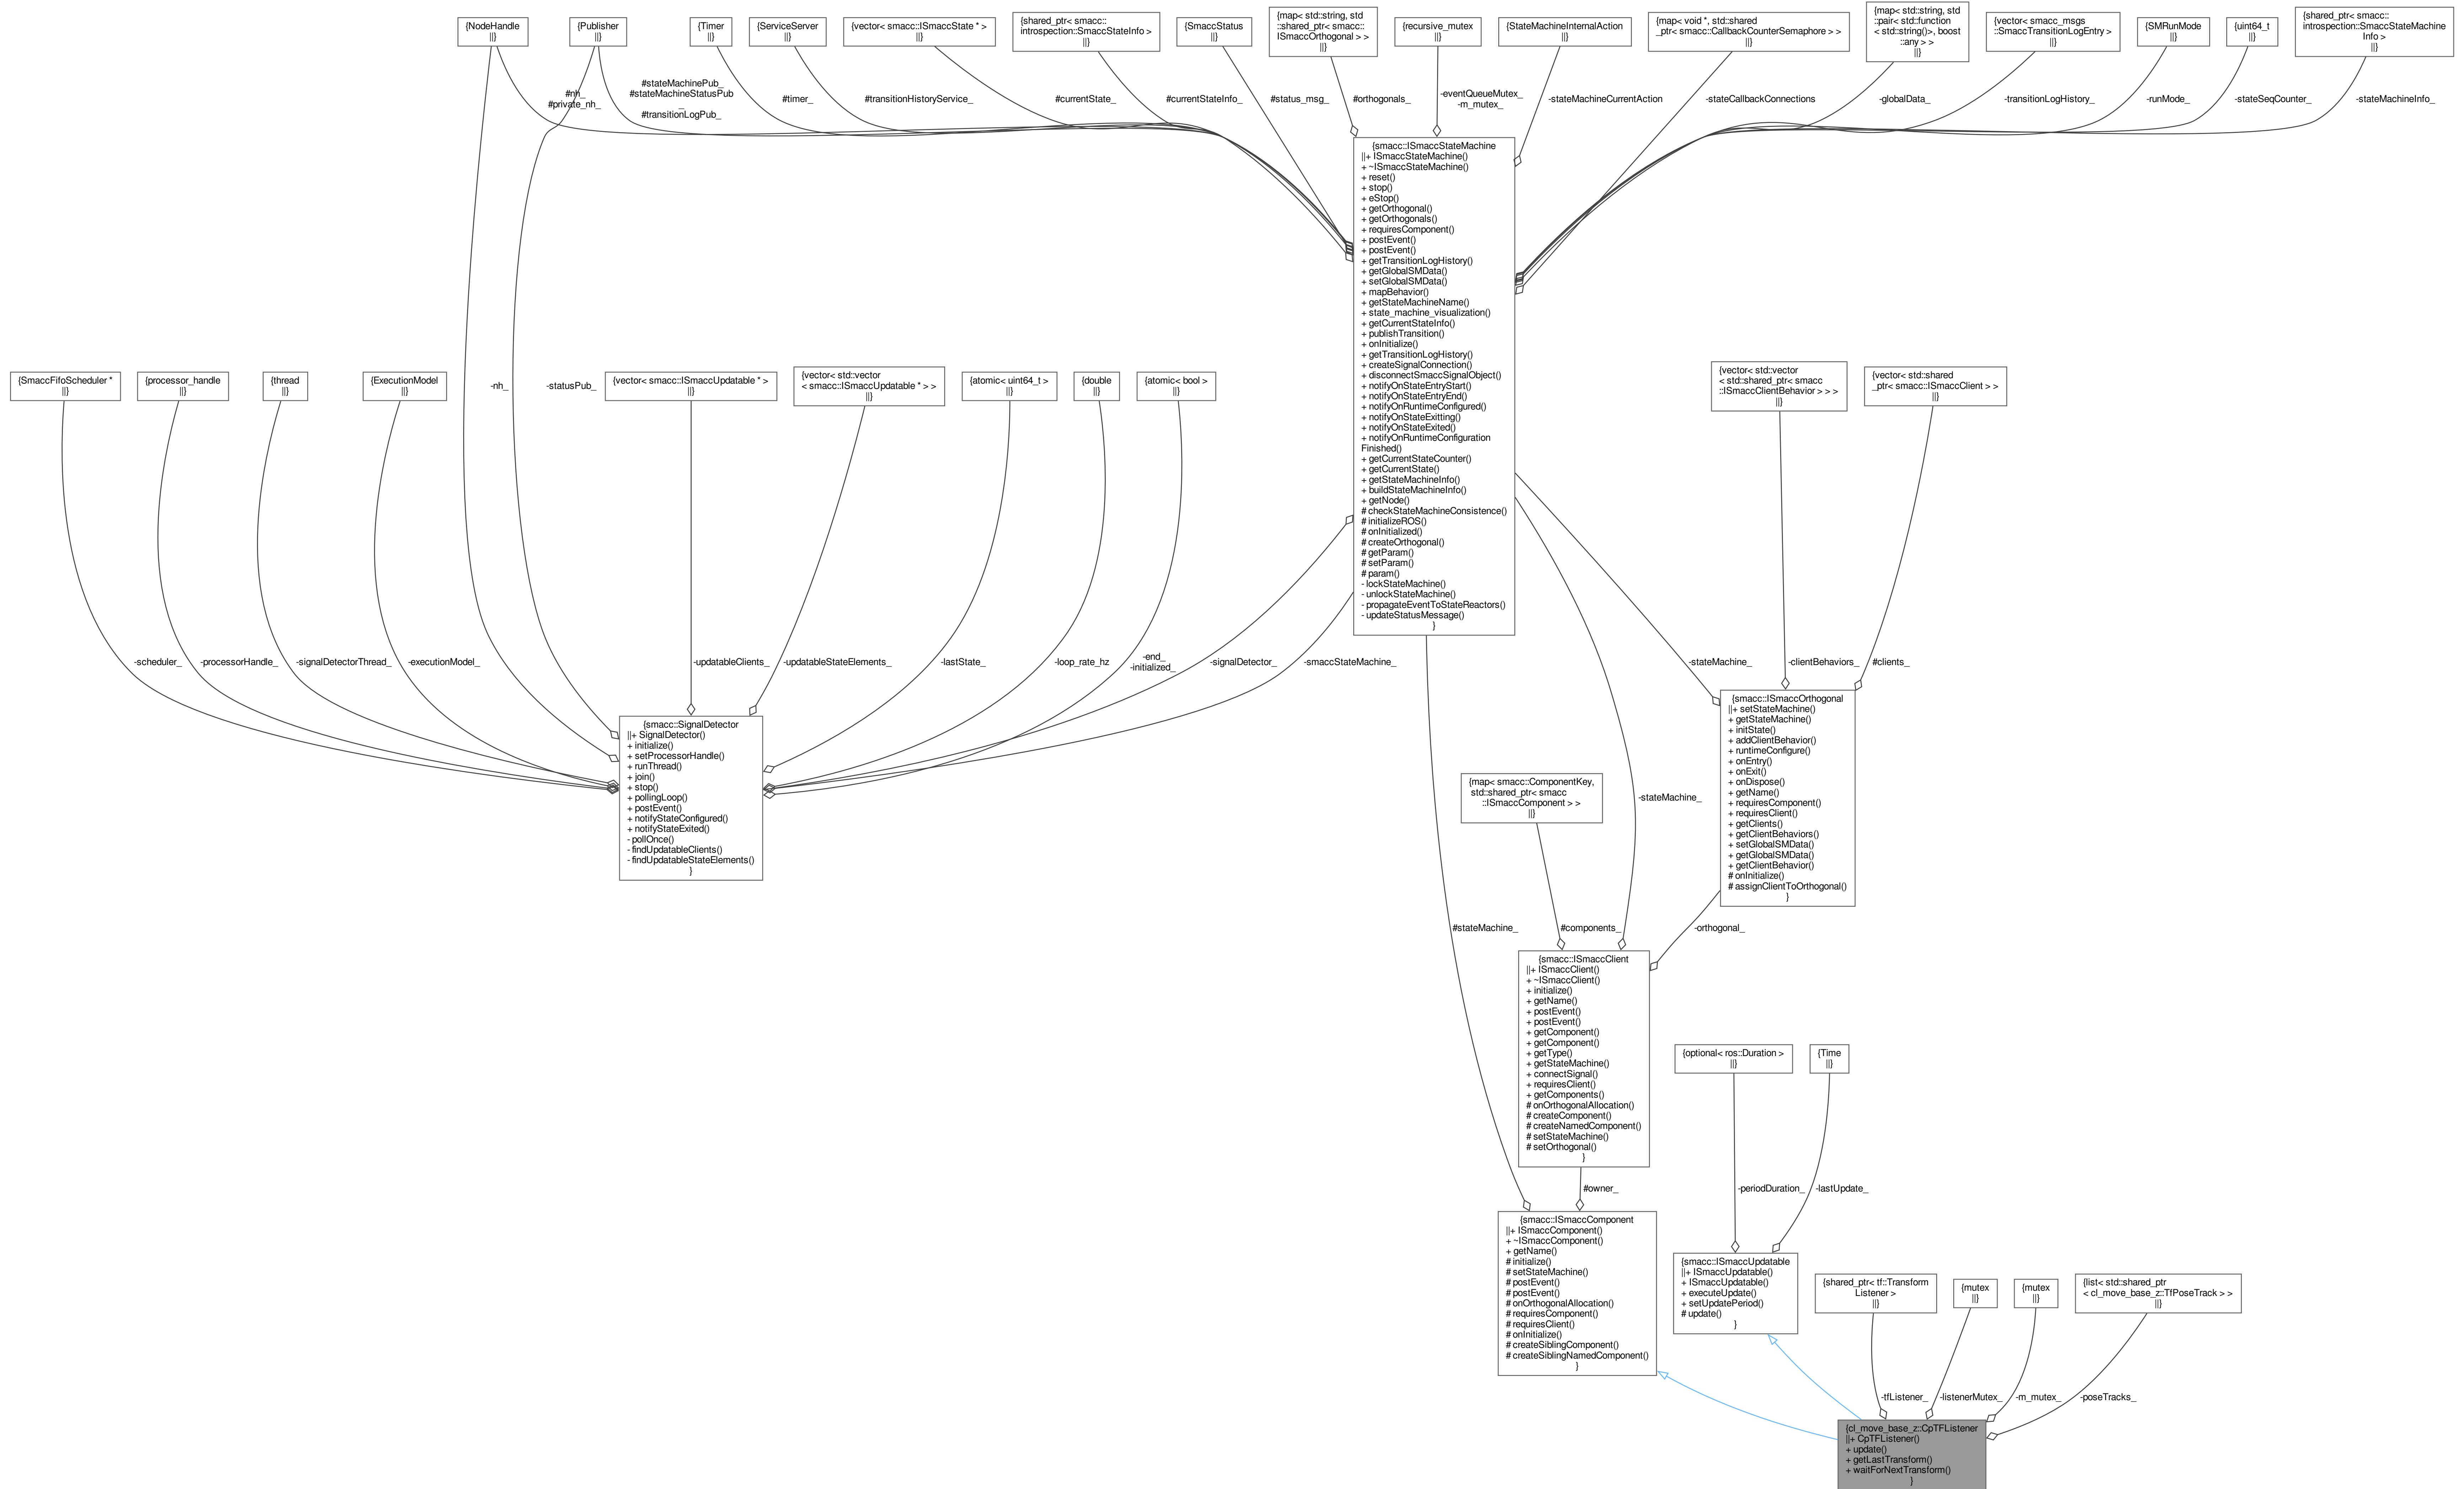 {NodeHandle
||}
{Publisher
||}
{Timer
||}
{ServiceServer
||}
{vector< smacc::ISmaccState * >
||}
{shared_ptr< smacc::
introspection::SmaccStateInfo >
||}
{SmaccStatus
||}
{map< std::string, std
::shared_ptr< smacc::
ISmaccOrthogonal > >
||}
{recursive_mutex
||}
{StateMachineInternalAction
||}
{map< void *, std::shared
_ptr< smacc::CallbackCounterSemaphore > >
||}
{map< std::string, std
::pair< std::function
< std::string()>, boost
::any > >
||}
{vector< smacc_msgs
::SmaccTransitionLogEntry >
||}
{SMRunMode
||}
{uint64_t
||}
{shared_ptr< smacc::
introspection::SmaccStateMachine
Info >
||}
#nh_
#private_nh_
#stateMachinePub_
#stateMachineStatusPub
_
#transitionLogPub_
#timer_
#transitionHistoryService_
#currentState_
#currentStateInfo_
#status_msg_
#orthogonals_
-eventQueueMutex_
-m_mutex_
-stateMachineCurrentAction
-stateCallbackConnections
-globalData_
-transitionLogHistory_
-runMode_
-stateSeqCounter_
-stateMachineInfo_
{smacc::ISmaccStateMachine
||+ ISmaccStateMachine()
+ ~ISmaccStateMachine()
+ reset()
+ stop()
+ eStop()
+ getOrthogonal()
+ getOrthogonals()
+ requiresComponent()
+ postEvent()
+ postEvent()
+ getTransitionLogHistory()
+ getGlobalSMData()
+ setGlobalSMData()
+ mapBehavior()
+ getStateMachineName()
+ state_machine_visualization()
+ getCurrentStateInfo()
+ publishTransition()
+ onInitialize()
+ getTransitionLogHistory()
+ createSignalConnection()
+ disconnectSmaccSignalObject()
+ notifyOnStateEntryStart()
+ notifyOnStateEntryEnd()
+ notifyOnRuntimeConfigured()
+ notifyOnStateExitting()
+ notifyOnStateExited()
+ notifyOnRuntimeConfiguration
Finished()
+ getCurrentStateCounter()
+ getCurrentState()
+ getStateMachineInfo()
+ buildStateMachineInfo()
+ getNode()
# checkStateMachineConsistence()
# initializeROS()
# onInitialized()
# createOrthogonal()
# getParam()
# setParam()
# param()
- lockStateMachine()
- unlockStateMachine()
- propagateEventToStateReactors()
- updateStatusMessage()
}
{SmaccFifoScheduler *
||}
{processor_handle
||}
{thread
||}
{ExecutionModel
||}
-nh_
-statusPub_
{vector< smacc::ISmaccUpdatable * >
||}
{vector< std::vector
< smacc::ISmaccUpdatable * > >
||}
{atomic< uint64_t >
||}
{double
||}
{atomic< bool >
||}
{vector< std::vector
< std::shared_ptr< smacc
::ISmaccClientBehavior > > >
||}
{vector< std::shared
_ptr< smacc::ISmaccClient > >
||}
-scheduler_
-processorHandle_
-signalDetectorThread_
-executionModel_
-updatableClients_
-updatableStateElements_
-lastState_
-loop_rate_hz
-end_
-initialized_
-signalDetector_
-smaccStateMachine_
-stateMachine_
-clientBehaviors_
#clients_
{smacc::SignalDetector
||+ SignalDetector()
+ initialize()
+ setProcessorHandle()
+ runThread()
+ join()
+ stop()
+ pollingLoop()
+ postEvent()
+ notifyStateConfigured()
+ notifyStateExited()
- pollOnce()
- findUpdatableClients()
- findUpdatableStateElements()
}
{smacc::ISmaccOrthogonal
||+ setStateMachine()
+ getStateMachine()
+ initState()
+ addClientBehavior()
+ runtimeConfigure()
+ onEntry()
+ onExit()
+ onDispose()
+ getName()
+ requiresComponent()
+ requiresClient()
+ getClients()
+ getClientBehaviors()
+ setGlobalSMData()
+ getGlobalSMData()
+ getClientBehavior()
# onInitialize()
# assignClientToOrthogonal()
}
{map< smacc::ComponentKey,
std::shared_ptr< smacc
::ISmaccComponent > >
||}
-stateMachine_
#stateMachine_
#components_
-orthogonal_
{smacc::ISmaccClient
||+ ISmaccClient()
+ ~ISmaccClient()
+ initialize()
+ getName()
+ postEvent()
+ postEvent()
+ getComponent()
+ getComponent()
+ getType()
+ getStateMachine()
+ connectSignal()
+ requiresClient()
+ getComponents()
# onOrthogonalAllocation()
# createComponent()
# createNamedComponent()
# setStateMachine()
# setOrthogonal()
}
{optional< ros::Duration >
||}
{Time
||}
#owner_
-periodDuration_
-lastUpdate_
{smacc::ISmaccComponent
||+ ISmaccComponent()
+ ~ISmaccComponent()
+ getName()
# initialize()
# setStateMachine()
# postEvent()
# postEvent()
# onOrthogonalAllocation()
# requiresComponent()
# requiresClient()
# onInitialize()
# createSiblingComponent()
# createSiblingNamedComponent()
}
{smacc::ISmaccUpdatable
||+ ISmaccUpdatable()
+ ISmaccUpdatable()
+ executeUpdate()
+ setUpdatePeriod()
# update()
}
{shared_ptr< tf::Transform
Listener >
||}
{mutex
||}
{mutex
||}
{list< std::shared_ptr
< cl_move_base_z::TfPoseTrack > >
||}
-tfListener_
-listenerMutex_
-m_mutex_
-poseTracks_
{cl_move_base_z::CpTFListener
||+ CpTFListener()
+ update()
+ getLastTransform()
+ waitForNextTransform()
}